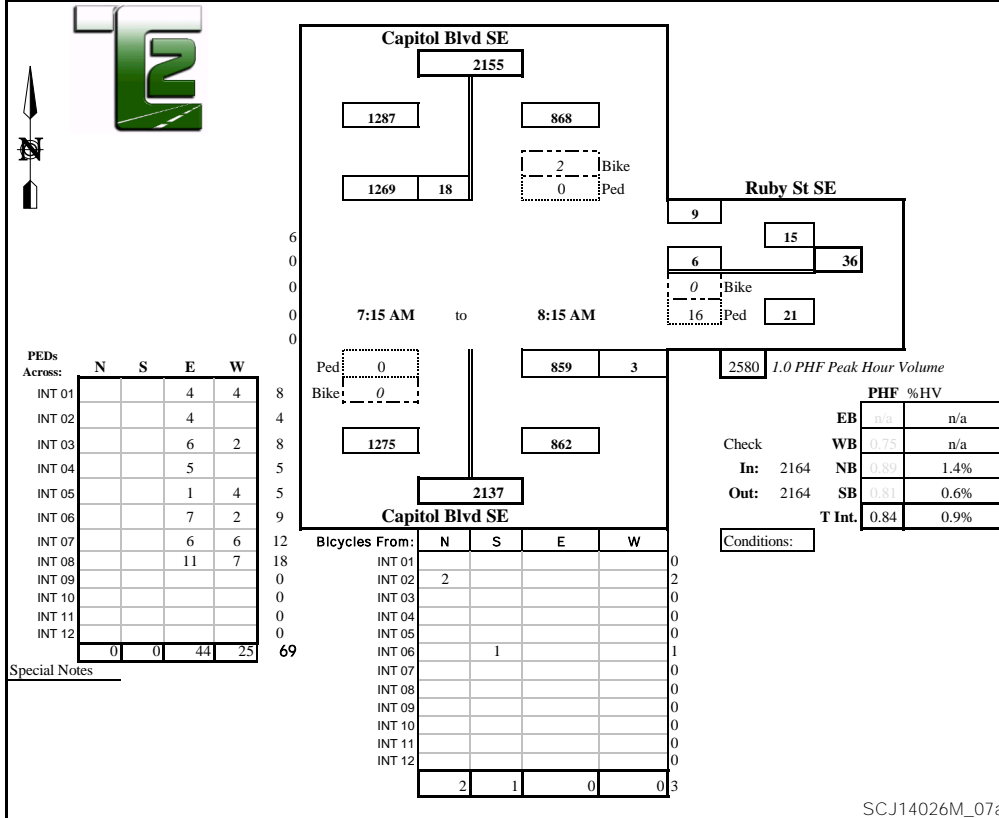 T2
N
Capitol Blvd SE
2155
1287 868
2 Bike
1269 18 0 Ped
Ruby St SE
9
6 15
0 6 36
0 0 Bike
0 7:15 AM to 8:15 AM 16 Ped 21
0
Ped 0 859 3 2580 1.0 PHF Peak Hour Volume
Bike 0
1275 862
2137
Capitol Blvd SE
PHF %HV
EB n/a n/a
Check WB 0.75 n/a
In: 2164 NB 0.89 1.4%
Out: 2164 SB 0.81 0.6%
T Int. 0.84 0.9%
Conditions:
PEDs
Across: N S E W
INT 01 4 4 8
INT 02 4 4
INT 03 6 2 8
INT 04 5 5
INT 05 1 4 5
INT 06 7 2 9
INT 07 6 6 12
INT 08 11 7 18
INT 09 0
INT 10 0
INT 11 0
INT 12 0
0 0 44 25 69
Special Notes
Bicycles From: N S E W
INT 01 0
INT 02 2 2
INT 03 0
INT 04 0
INT 05 0
INT 06 1 1
INT 07 0
INT 08 0
INT 09 0
INT 10 0
INT 11 0
INT 12 0
2 1 0 0 3
SCJ14026M_07a